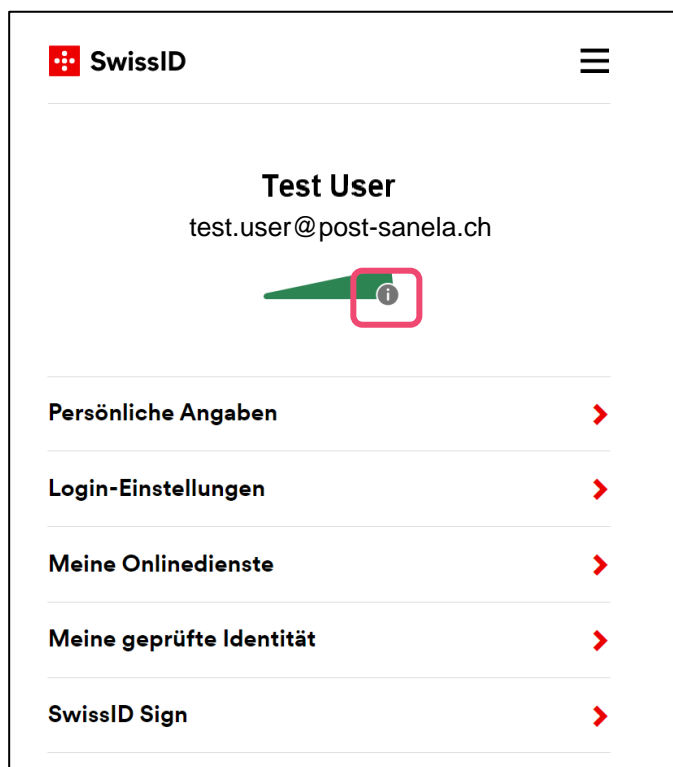 SwissID
Test User
test.user@post-sanela.ch
i
Persönliche Angaben
Login-Einstellungen
Meine Onlinedienste
Meine geprüfte Identität
SwissID Sign